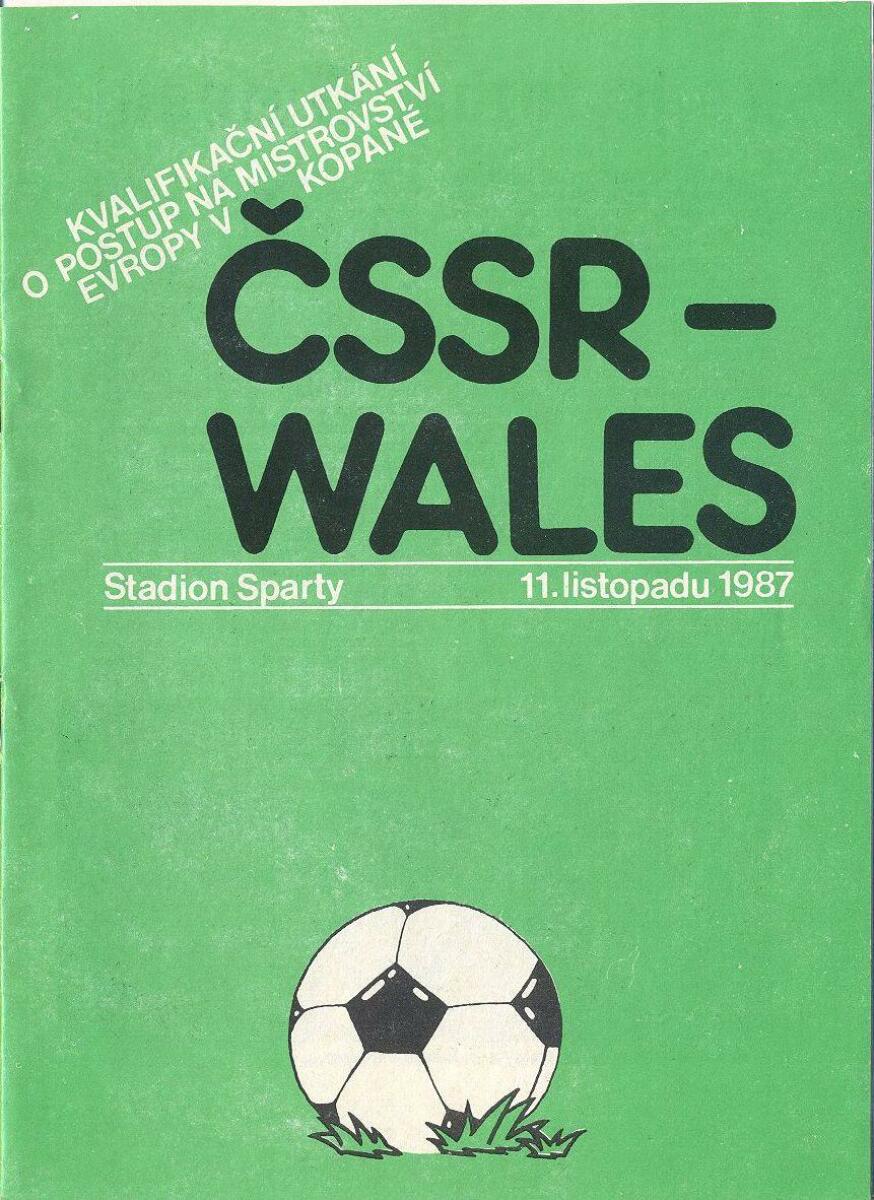 KVALIFIKAČNÍ UTKÁNÍ
O POSTUP NA MISTROVSTVÍ
EVROPY V KOPANÉ
ČSSR –
WALES
Stadion Sparty 11. listopadu 1987